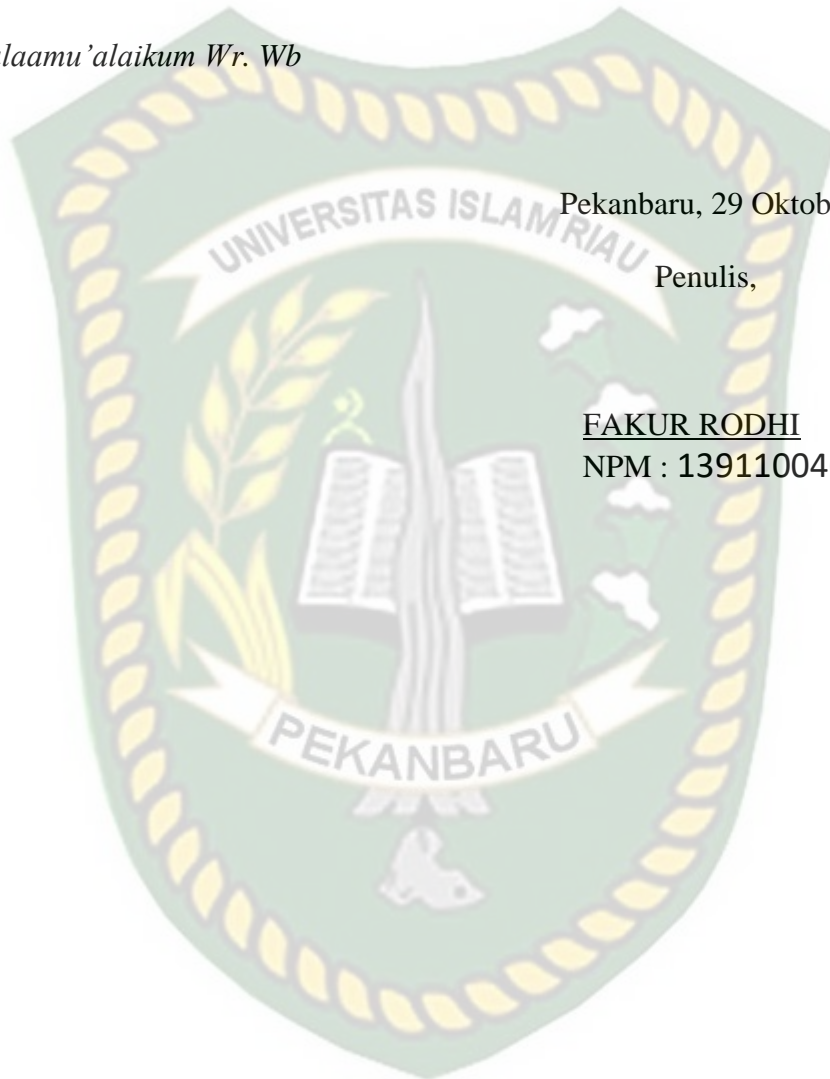 laamu’alaikum Wr. Wb
Pekanbaru, 29 Oktob
UNIVERSITAS ISLAM RIAU
Penulis,
FAKUR RODHI
NPM : 13911004
PEKANBARU